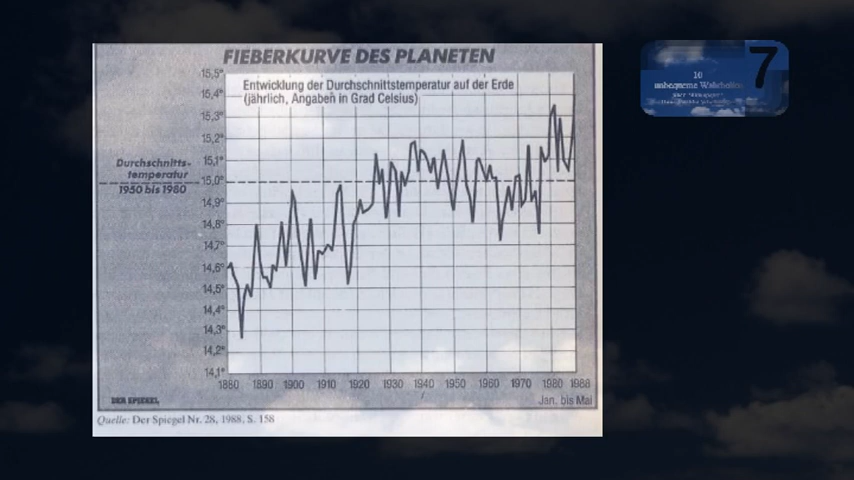 FIEBERKURVE DES PLANETEN
Entwicklung der Durchschnittstemperatur auf der Erde
(jährlich, Angaben in Grad Celsius)
15,5°
15,4°
15,3°
15,2°
15,1°
15,0°
14,9°
14,8°
14,7°
14,6°
14,5°
14,4°
14,3°
14,2°
14,1°
Durchschnitts-
temperatur
1950 bis 1980
1880 1890 1900 1910 1920 1930 1940 1950 1960 1970 1980 1988
Jan. bis Mai
DER SPIEGEL
Quelle: Der Spiegel Nr. 28, 1988, S. 158
7
10
unbequeme Wahrheiten